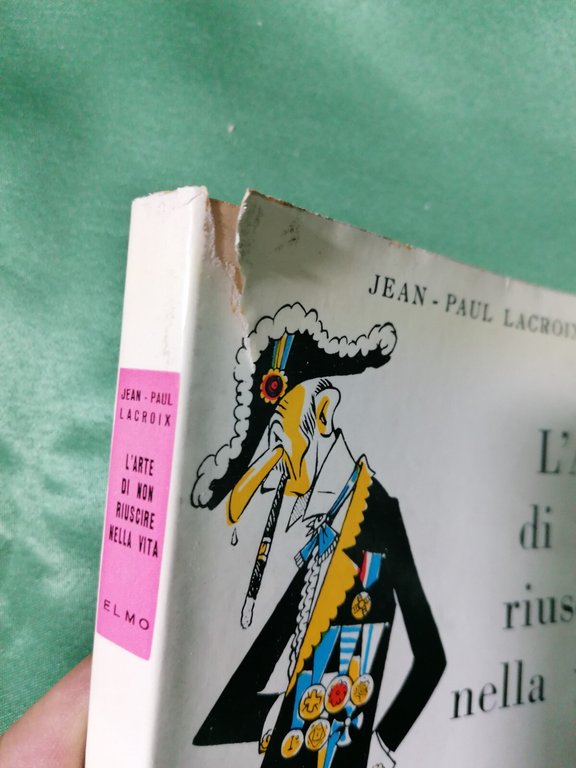 JEAN-PAUL
LACROIX
L'ARTE
DI NON
RIUSCIRE
NELLA VITA
ELMO
JEAN-PAUL LACROIX
di
nella